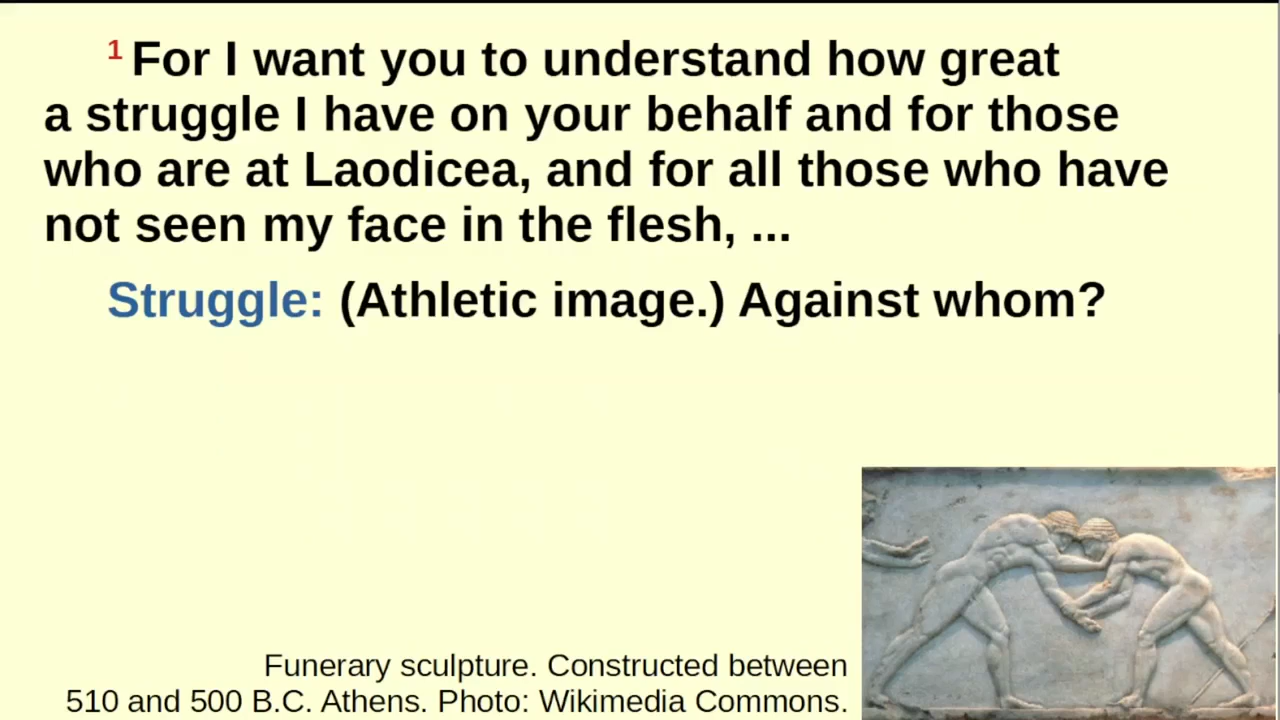 1 For I want you to understand how great
a struggle I have on your behalf and for those
who are at Laodicea, and for all those who have
not seen my face in the flesh, ...
Struggle: (Athletic image.) Against whom?
Funerary sculpture. Constructed between
510 and 500 B.C. Athens. Photo: Wikimedia Commons.